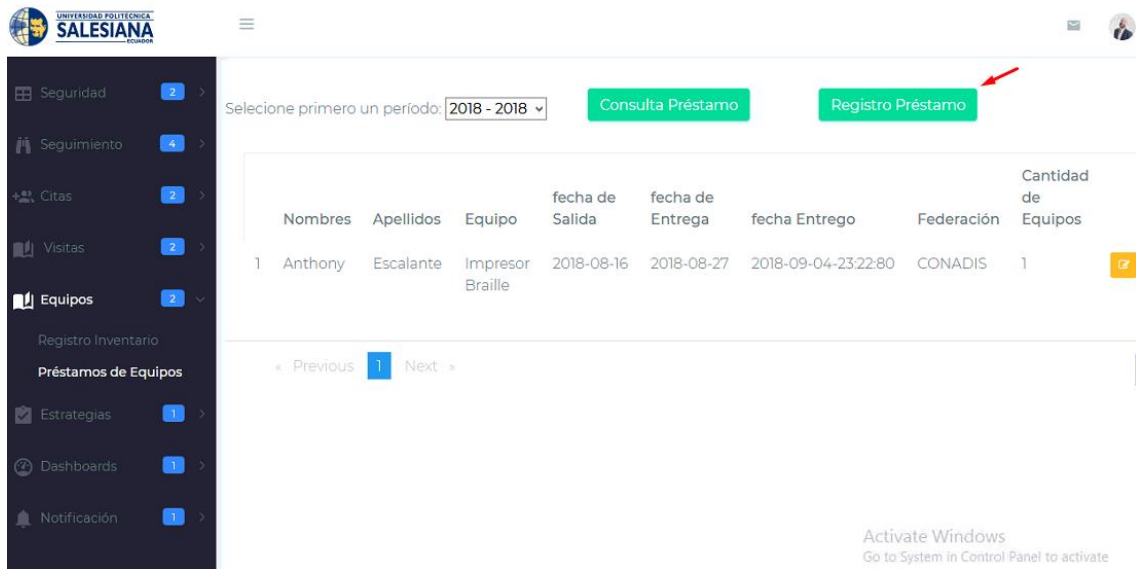 UNIVERSIDAD POLITÉCNICA
SALESIANA
ECUADOR
Seguridad 2
Seguimiento 4
Citas 2
Visitas 2
Equipos 2
Registro Inventario
Préstamos de Equipos
Estrategias 1
Dashboards 1
Notificación 1
Selecione primero un período: 2018 - 2018 Consulta Préstamo Registro Préstamo
Nombres Apellidos Equipo fecha de Salida fecha de Entrega fecha Entrego Federación Cantidad de Equipos
1 Anthony Escalante Impresor Braille 2018-08-16 2018-08-27 2018-09-04-23:22:80 CONADIS 1
« Previous 1 Next »
Activate Windows
Go to System in Control Panel to activate